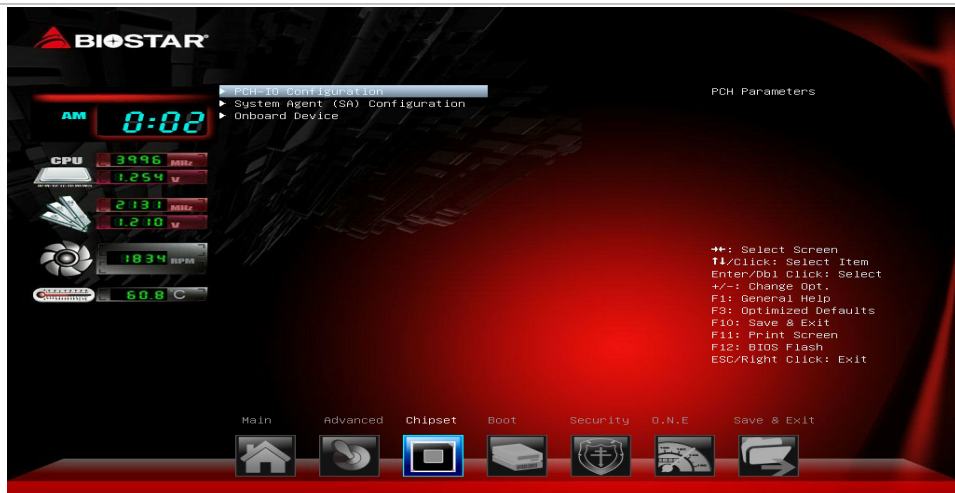 BIOSTAR
PCH-IO Configuration
System Agent (SA) Configuration
Onboard Device
PCH Parameters
AM 0:02
CPU 3996 MHz
1.254 V
2131 MHz
1.210 V
1834 RPM
60.8 °C
→←: Select Screen
↑↓/Click: Select Item
Enter/Dbl Click: Select
+/-: Change Opt.
F1: General Help
F3: Optimized Defaults
F10: Save & Exit
F11: Print Screen
F12: BIOS Flash
ESC/Right Click: Exit
Main Advanced Chipset Boot Security O.N.E Save & Exit